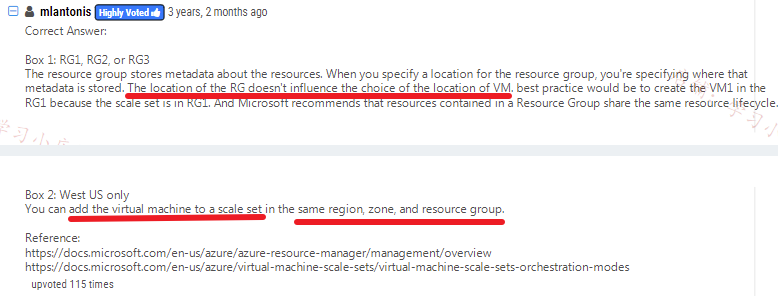 mlantonis Highly Voted 3 years, 2 months ago
Correct Answer:
Box 1: RG1, RG2, or RG3
The resource group stores metadata about the resources. When you specify a location for the resource group, you're specifying where that
metadata is stored. The location of the RG doesn't influence the choice of the location of VM. best practice would be to create the VM1 in the
RG1 because the scale set is in RG1. And Microsoft recommends that resources contained in a Resource Group share the same resource lifecycle.
学习小
学习小
Box 2: West US only
You can add the virtual machine to a scale set in the same region, zone, and resource group.
Reference:
https://docs.microsoft.com/en-us/azure/azure-resource-manager/management/overview
https://docs.microsoft.com/en-us/azure/virtual-machine-scale-sets/virtual-machine-scale-sets-orchestration-modes
upvoted 115 times